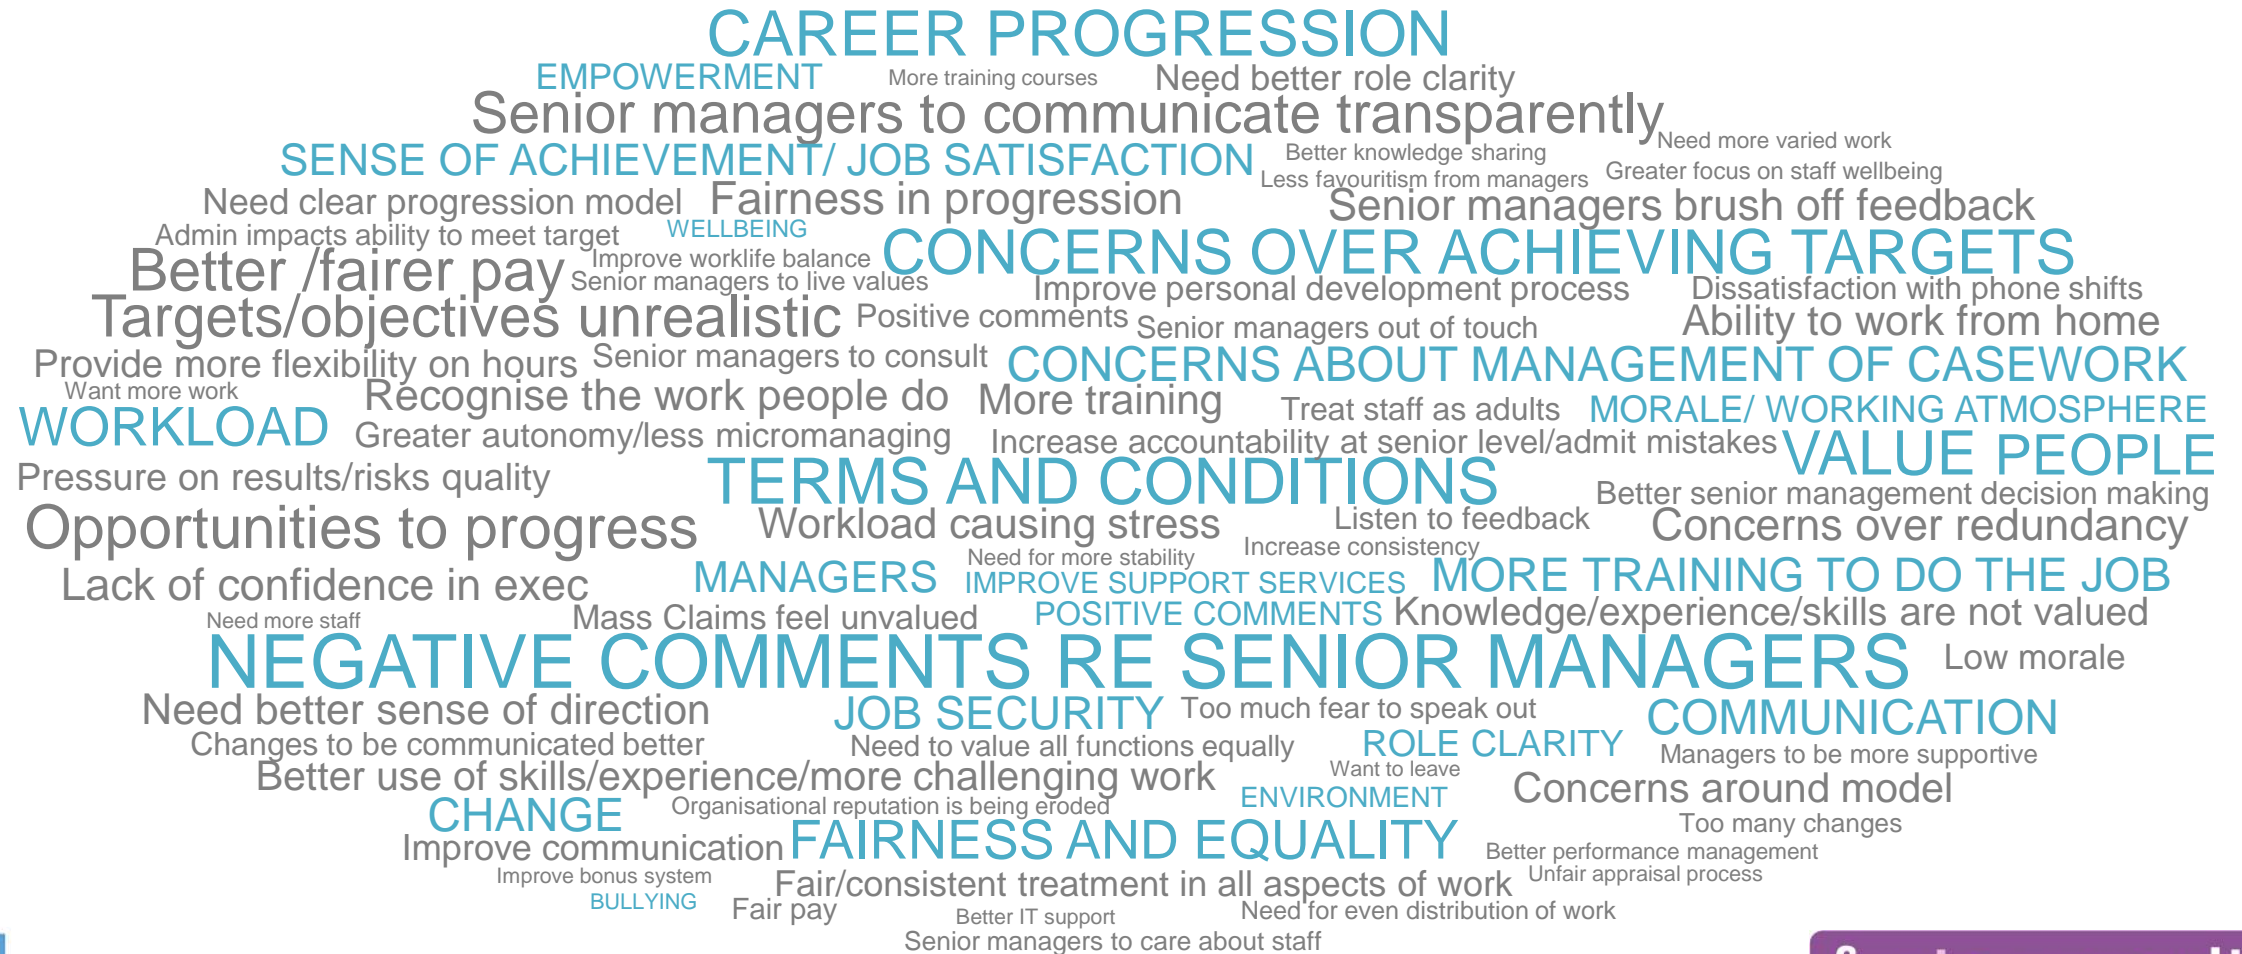 CAREER PROGRESSION
EMPOWERMENT
More training courses
Need better role clarity
Senior managers to communicate transparently
Need more varied work
SENSE OF ACHIEVEMENT/ JOB SATISFACTION
Better knowledge sharing
Less favouritism from managers
Greater focus on staff wellbeing
Need clear progression model
Fairness in progression
Senior managers brush off feedback
Admin impacts ability to meet target
WELLBEING
CONCERNS OVER ACHIEVING TARGETS
Better /fairer pay
Improve worklife balance
Senior managers to live values
Improve personal development process
Dissatisfaction with phone shifts
Targets/objectives unrealistic
Positive comments
Senior managers out of touch
Ability to work from home
Provide more flexibility on hours
Senior managers to consult
CONCERNS ABOUT MANAGEMENT OF CASEWORK
Want more work
Recognise the work people do
More training
Treat staff as adults
MORALE/ WORKING ATMOSPHERE
WORKLOAD
Greater autonomy/less micromanaging
Increase accountability at senior level/admit mistakes
VALUE PEOPLE
Pressure on results/risks quality
TERMS AND CONDITIONS
Better senior management decision making
Opportunities to progress
Workload causing stress
Listen to feedback
Concerns over redundancy
Need for more stability
Increase consistency
Lack of confidence in exec
MANAGERS
IMPROVE SUPPORT SERVICES
MORE TRAINING TO DO THE JOB
Need more staff
Mass Claims feel unvalued
POSITIVE COMMENTS
Knowledge/experience/skills are not valued
NEGATIVE COMMENTS RE SENIOR MANAGERS
Low morale
Need better sense of direction
JOB SECURITY
Too much fear to speak out
COMMUNICATION
Changes to be communicated better
Need to value all functions equally
ROLE CLARITY
Managers to be more supportive
Better use of skills/experience/more challenging work
Want to leave
Concerns around model
CHANGE
Organisational reputation is being eroded
ENVIRONMENT
Too many changes
Improve communication
FAIRNESS AND EQUALITY
Better performance management
Improve bonus system
Fair/consistent treatment in all aspects of work
Unfair appraisal process
BULLYING
Fair pay
Better IT support
Need for even distribution of work
Senior managers to care about staff